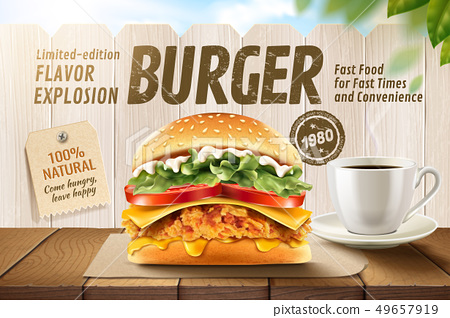 Limited-edition
FLAVOR
EXPLOSION
BURGER
Fast Food
for Fast Times
and Convenience
100%
NATURAL
Come hungry,
leave happy
1980
49657919